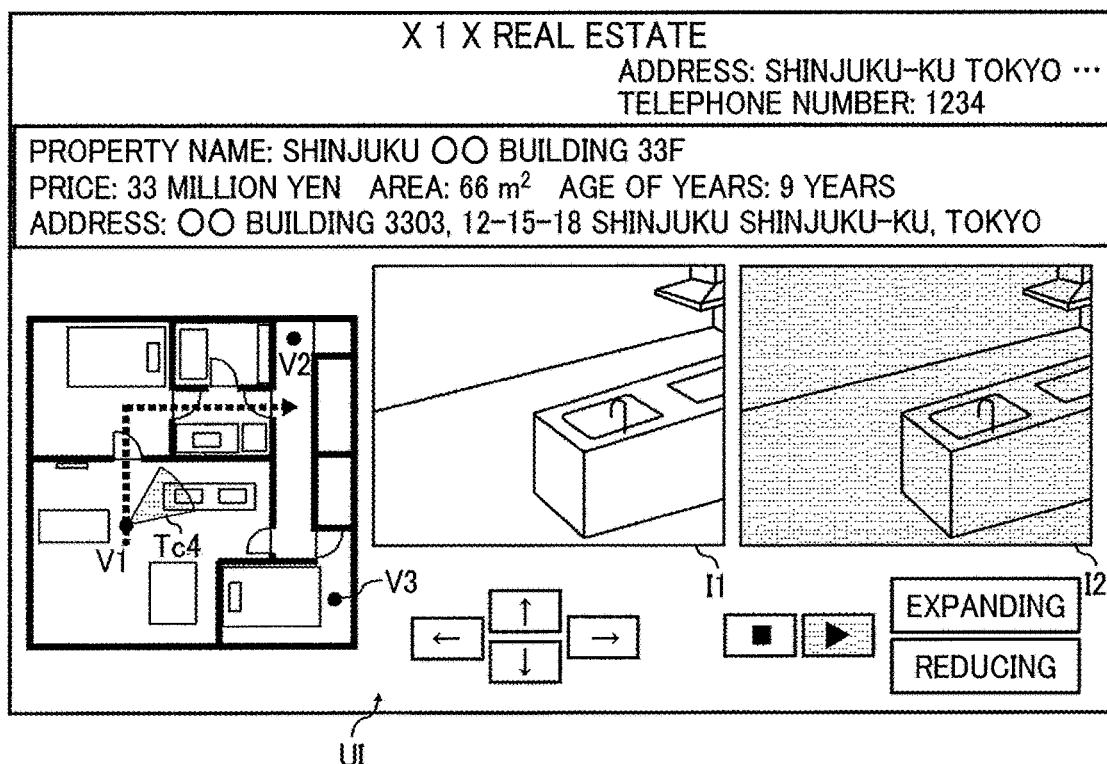 X 1 X REAL ESTATE
ADDRESS: SHINJUKU-KU TOKYO ⋯
TELEPHONE NUMBER: 1234
PROPERTY NAME: SHINJUKU ○○ BUILDING 33F
PRICE: 33 MILLION YEN AREA: 66 m² AGE OF YEARS: 9 YEARS
ADDRESS: ○○ BUILDING 3303, 12-15-18 SHINJUKU SHINJUKU-KU, TOKYO
V2
V1
Tc4
V3
I1
I2
←
↑
↓
→
■
▶
EXPANDING
REDUCING
UI